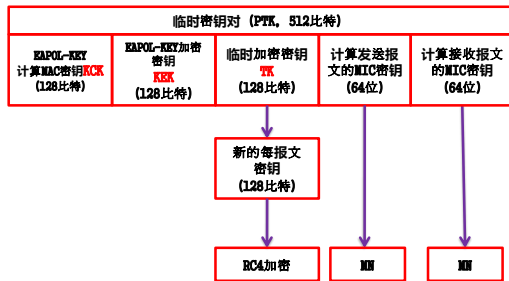 临时密钥对（PTK, 512比特）
EAPOL-KEY
计算MAC密钥KCK
(128比特)
EAPOL-KEY加密
密钥
KEK
(128比特)
临时加密密钥
TK
(128比特)
计算发送报
文的MIC密钥
(64位)
计算接收报文
的MIC密钥
(64位)
新的每报文
密钥
(128比特)
RC4加密
MN
MN